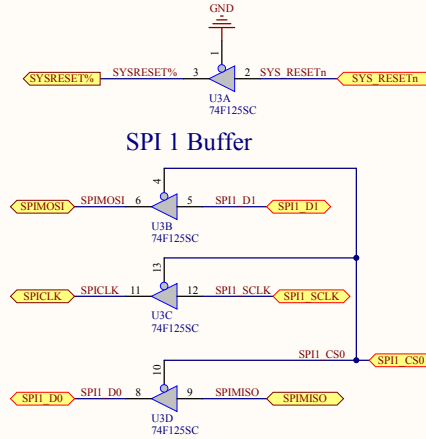 GND
1
SYSRESET% SYSRESET% 3 2 SYS_RESETn SYS_RESETn
U3A
74F125SC
SPI 1 Buffer
4
SPIMOSI SPIMOSI 6 5 SPI1_D1 SPI1_D1
U3B
74F125SC
13
SPICLK SPICLK 11 12 SPI1_SCLK SPI1_SCLK
U3C
74F125SC
SPI1_CS0 SPI1_CS0
10
SPI1_D0 SPI1_D0 8 9 SPIMISO SPIMISO
U3D
74F125SC